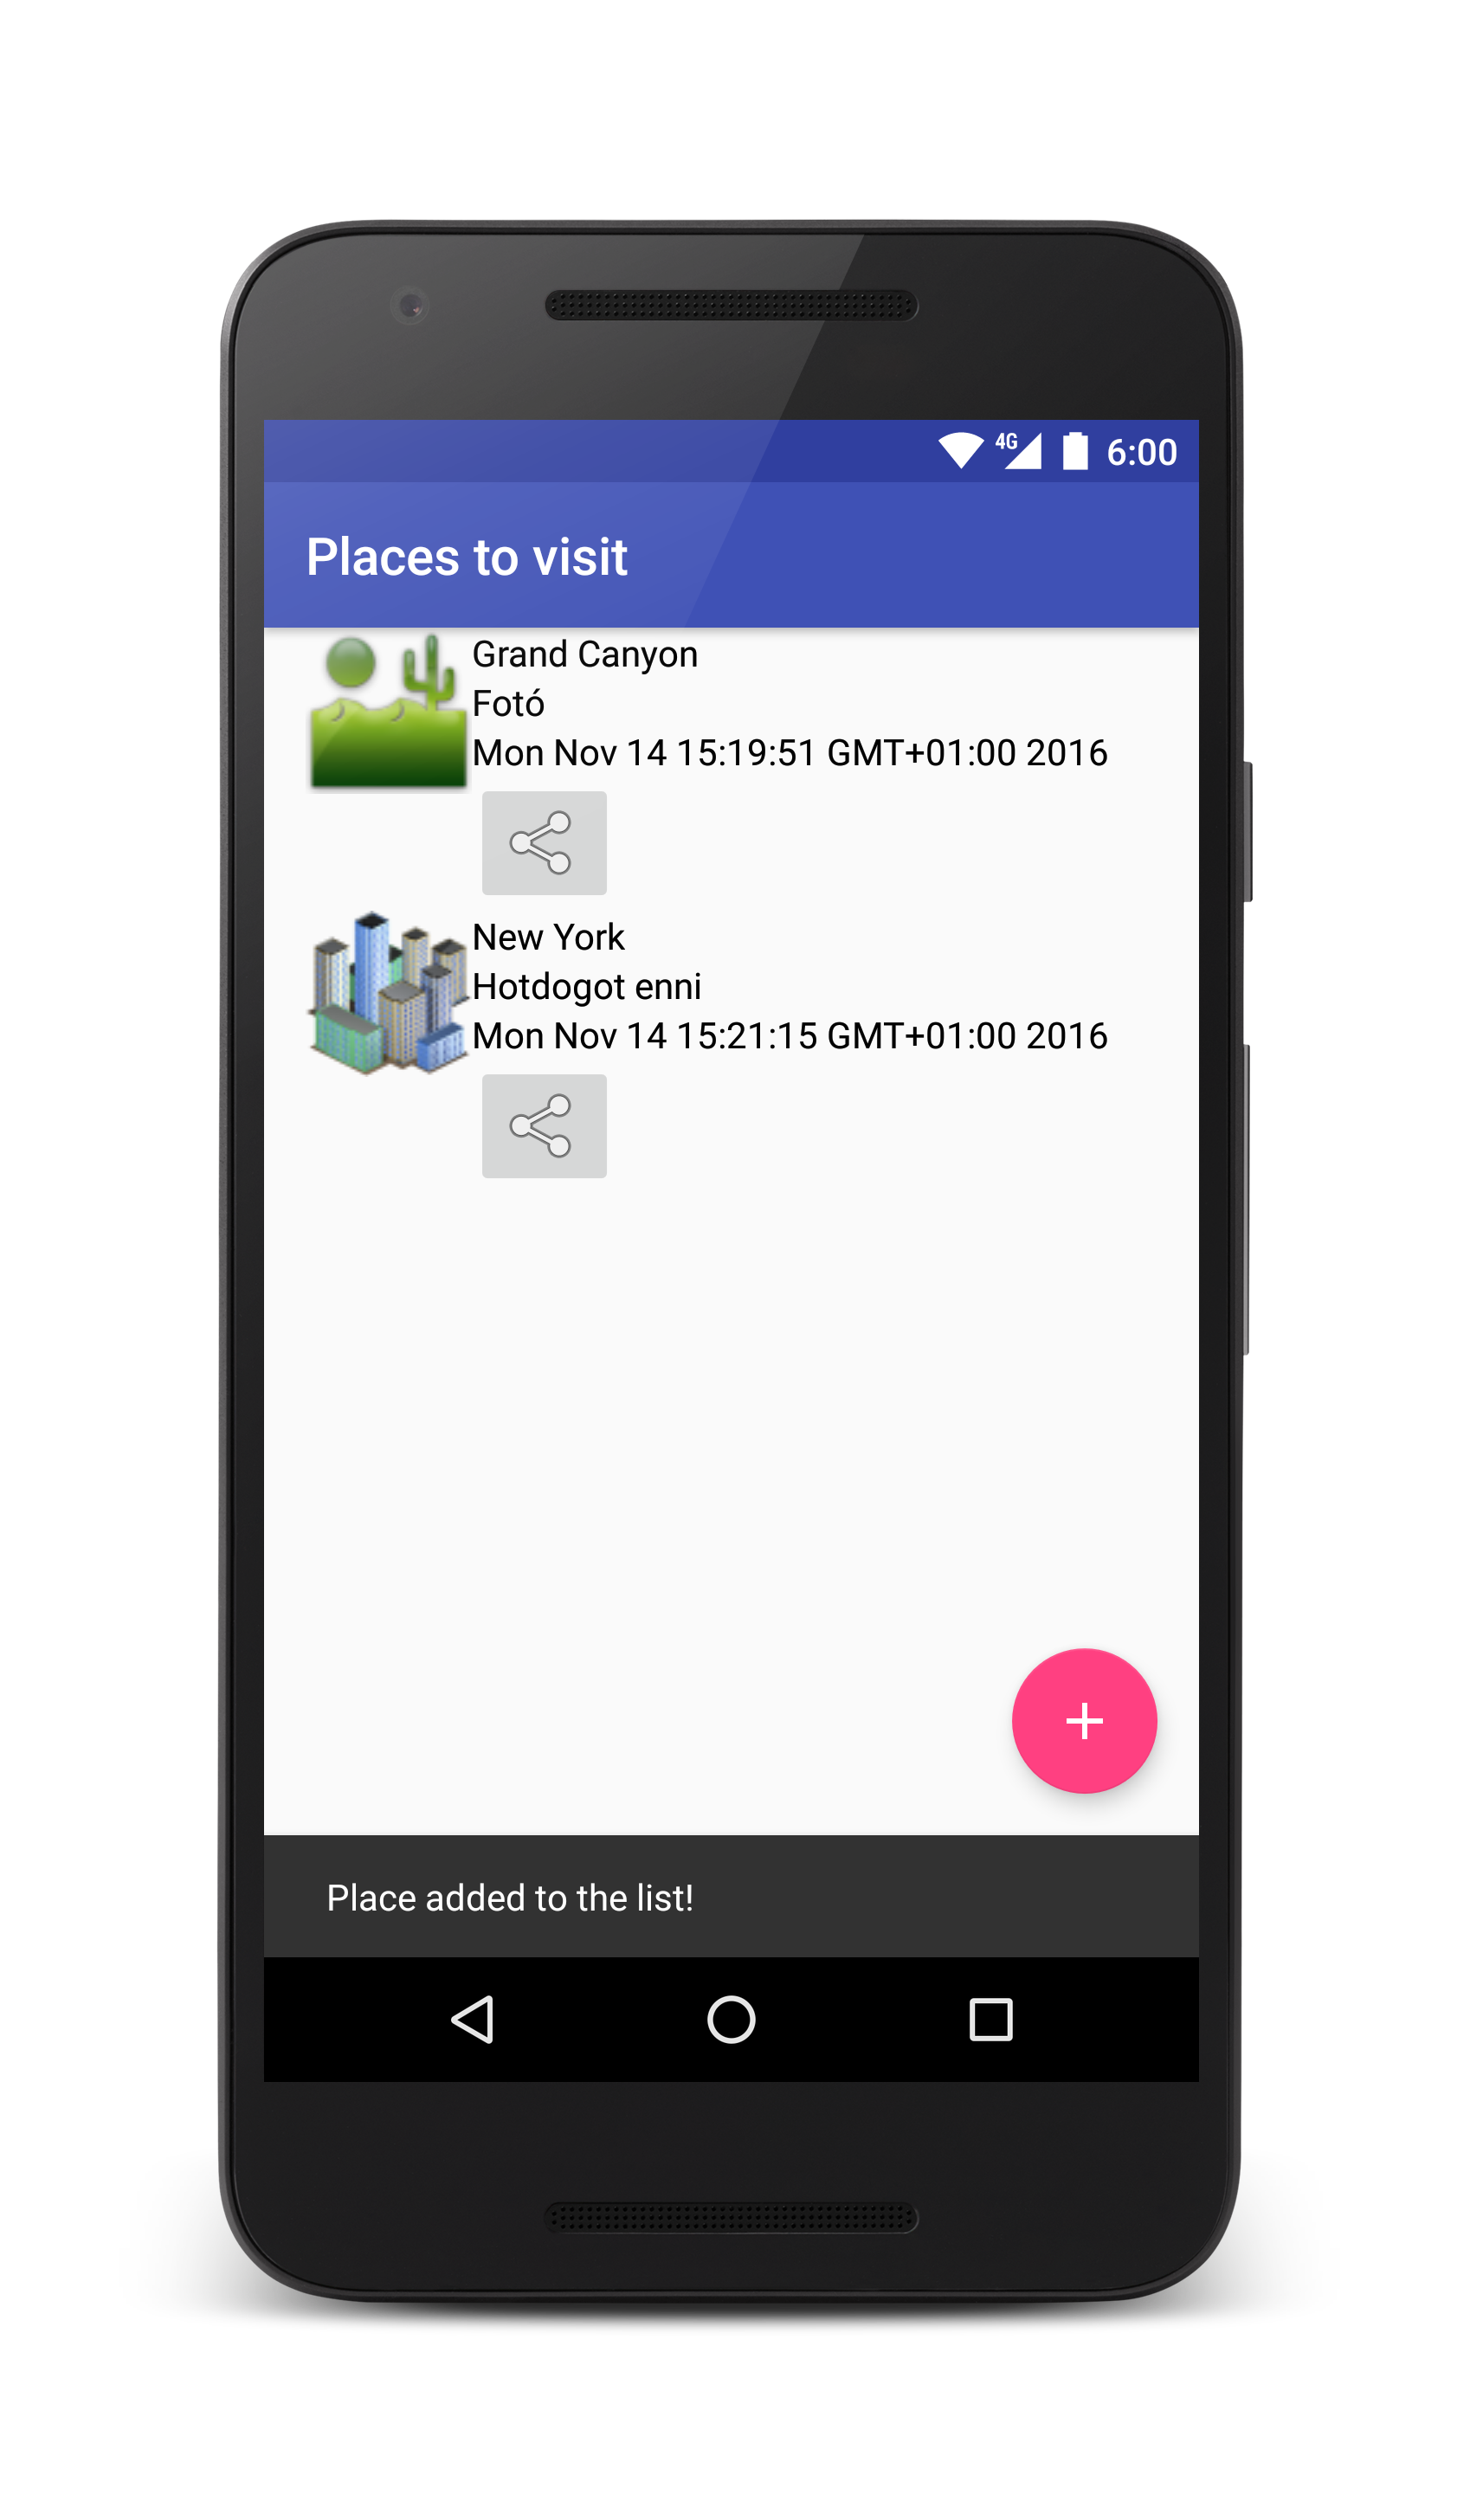 4G 6:00
Places to visit
Grand Canyon
Fotó
Mon Nov 14 15:19:51 GMT+01:00 2016
New York
Hotdogot enni
Mon Nov 14 15:21:15 GMT+01:00 2016
Place added to the list!